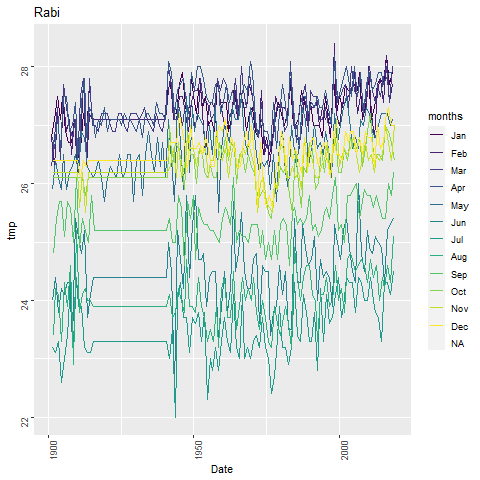 Rabi
tmp
28
26
24
22
1900
1950
2000
Date
months
Jan
Feb
Mar
Apr
May
Jun
Jul
Aug
Sep
Oct
Nov
Dec
NA